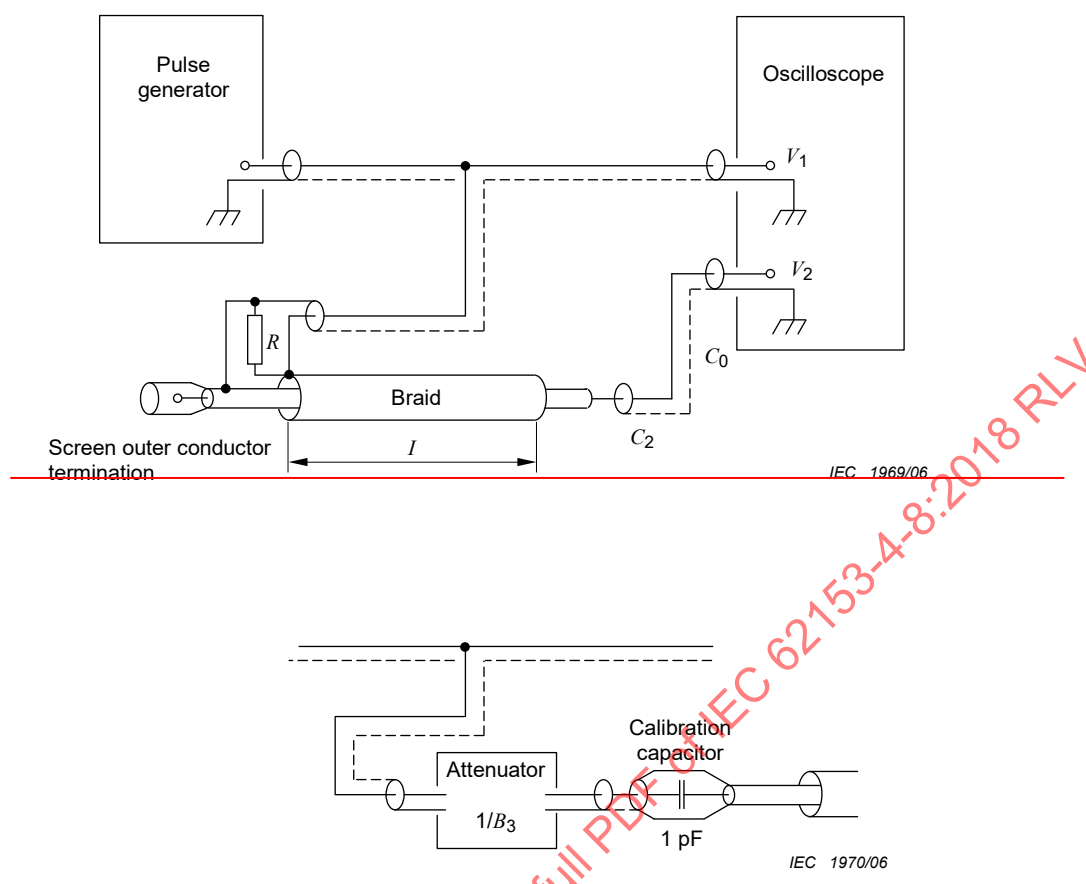 Pulse
generator
Oscilloscope
V1
V2
R
C0
Braid
C2
Screen outer conductor
termination
I
IEC 1969/06
full PDF of IEC 62153-4-8:2018 RLV
Calibration
capacitor
Attenuator
1/B3
1 pF
IEC 1970/06